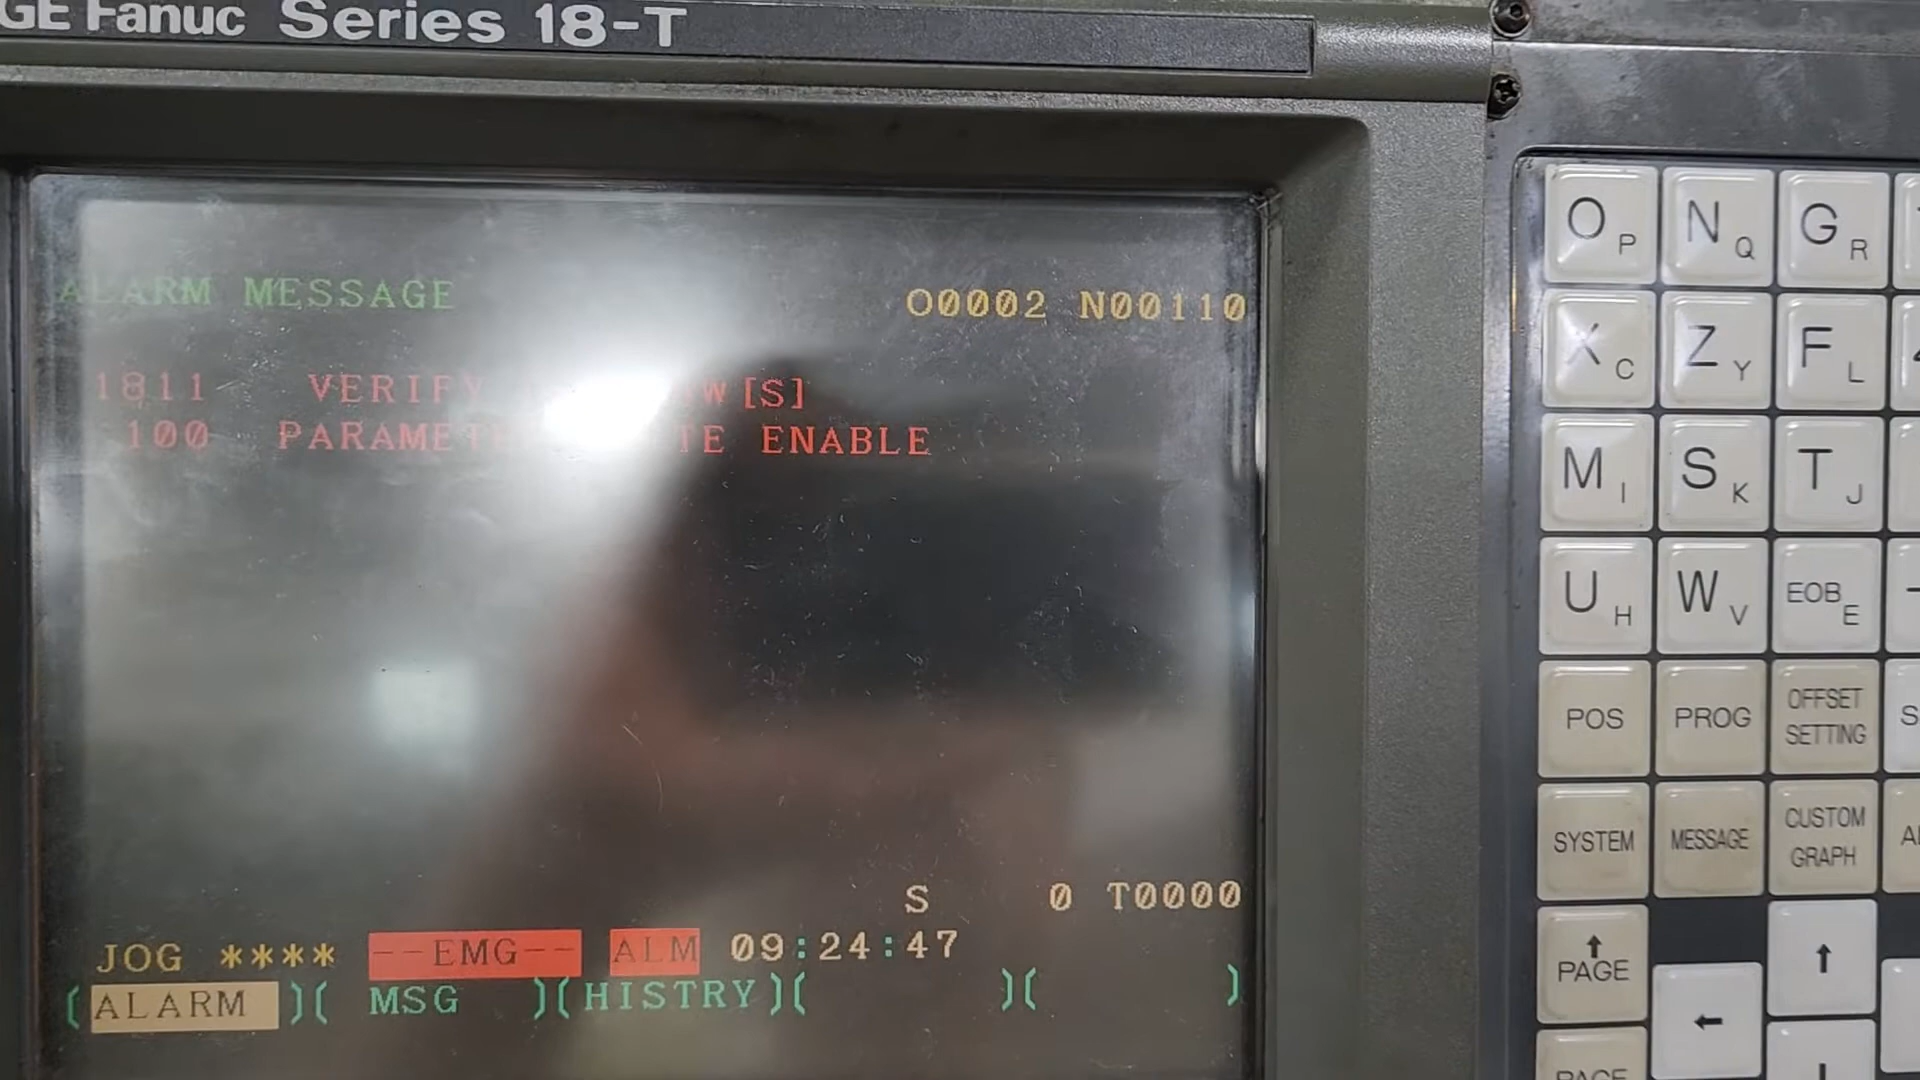 GE Fanuc Series 18-T
ALARM MESSAGE
O0002 N00110
1811 VERIFY [S]
100 ENABLE
S 0 T0000
JOG **** --EMG-- ALM 09:24:47
(ALARM )( MSG )(HISTRY)( )( )
O P N Q G R
X C Z Y F L
M I S K T J
U H W V EOB E
POS PROG OFFSET SETTING
SYSTEM MESSAGE CUSTOM GRAPH
↑ PAGE ↑
←
PAGE